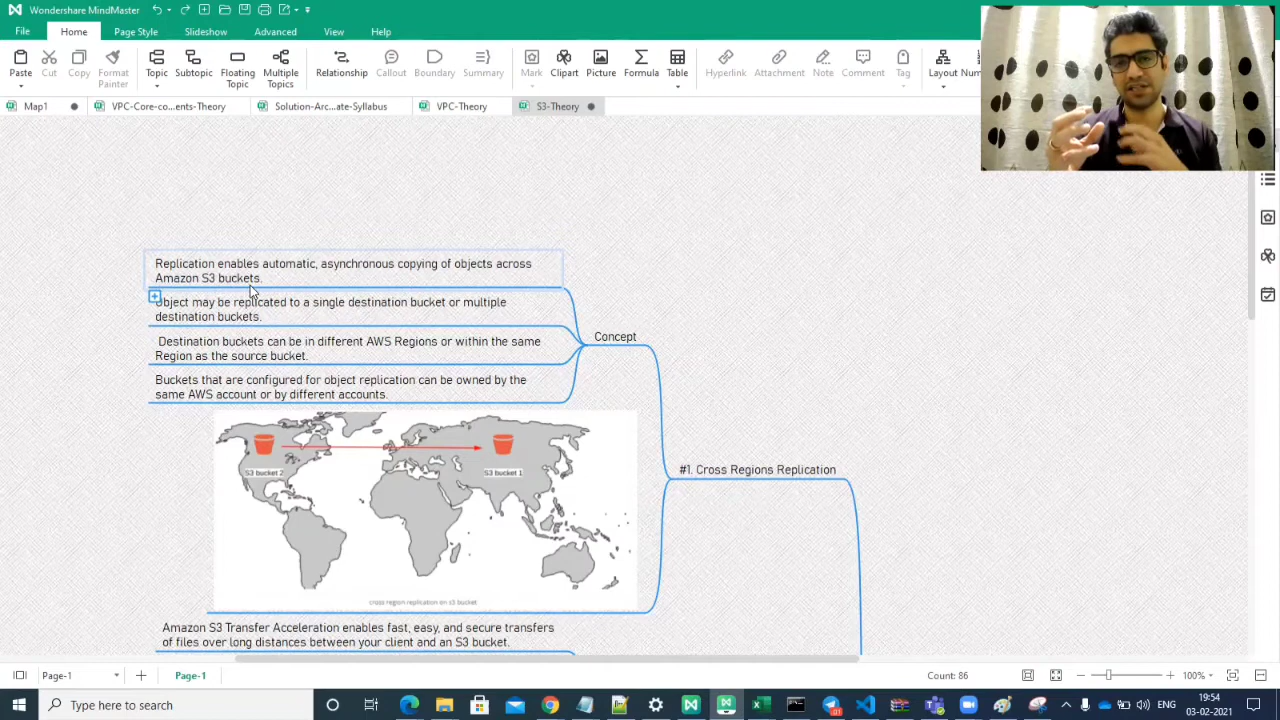 Wondershare MindMaster
File
Home
Page Style
Slideshow
Advanced
View
Help
Paste
Cut
Copy
Format
Painter
Topic
Subtopic
Floating
Topic
Multiple
Topics
Relationship
Callout
Boundary
Summary
Mark
Clipart
Picture
Formula
Table
Hyperlink
Attachment
Note
Comment
Tag
Layout
Map1
VPC-Core-co...ents-Theory
Solution-Arc...ate-Syllabus
VPC-Theory
S3-Theory
Replication enables automatic, asynchronous copying of objects across
Amazon S3 buckets.
Object may be replicated to a single destination bucket or multiple
destination buckets.
Destination buckets can be in different AWS Regions or within the same
Region as the source bucket.
Buckets that are configured for object replication can be owned by the
same AWS account or by different accounts.
Concept
S3 bucket 2
S3 bucket 1
cross region replication en s3 bucket
#1. Cross Regions Replication
Amazon S3 Transfer Acceleration enables fast, easy, and secure transfers
of files over long distances between your client and an S3 bucket.
Page-1
Page-1
Count: 86
100%
Type here to search
ENG
19:54
03-02-2021